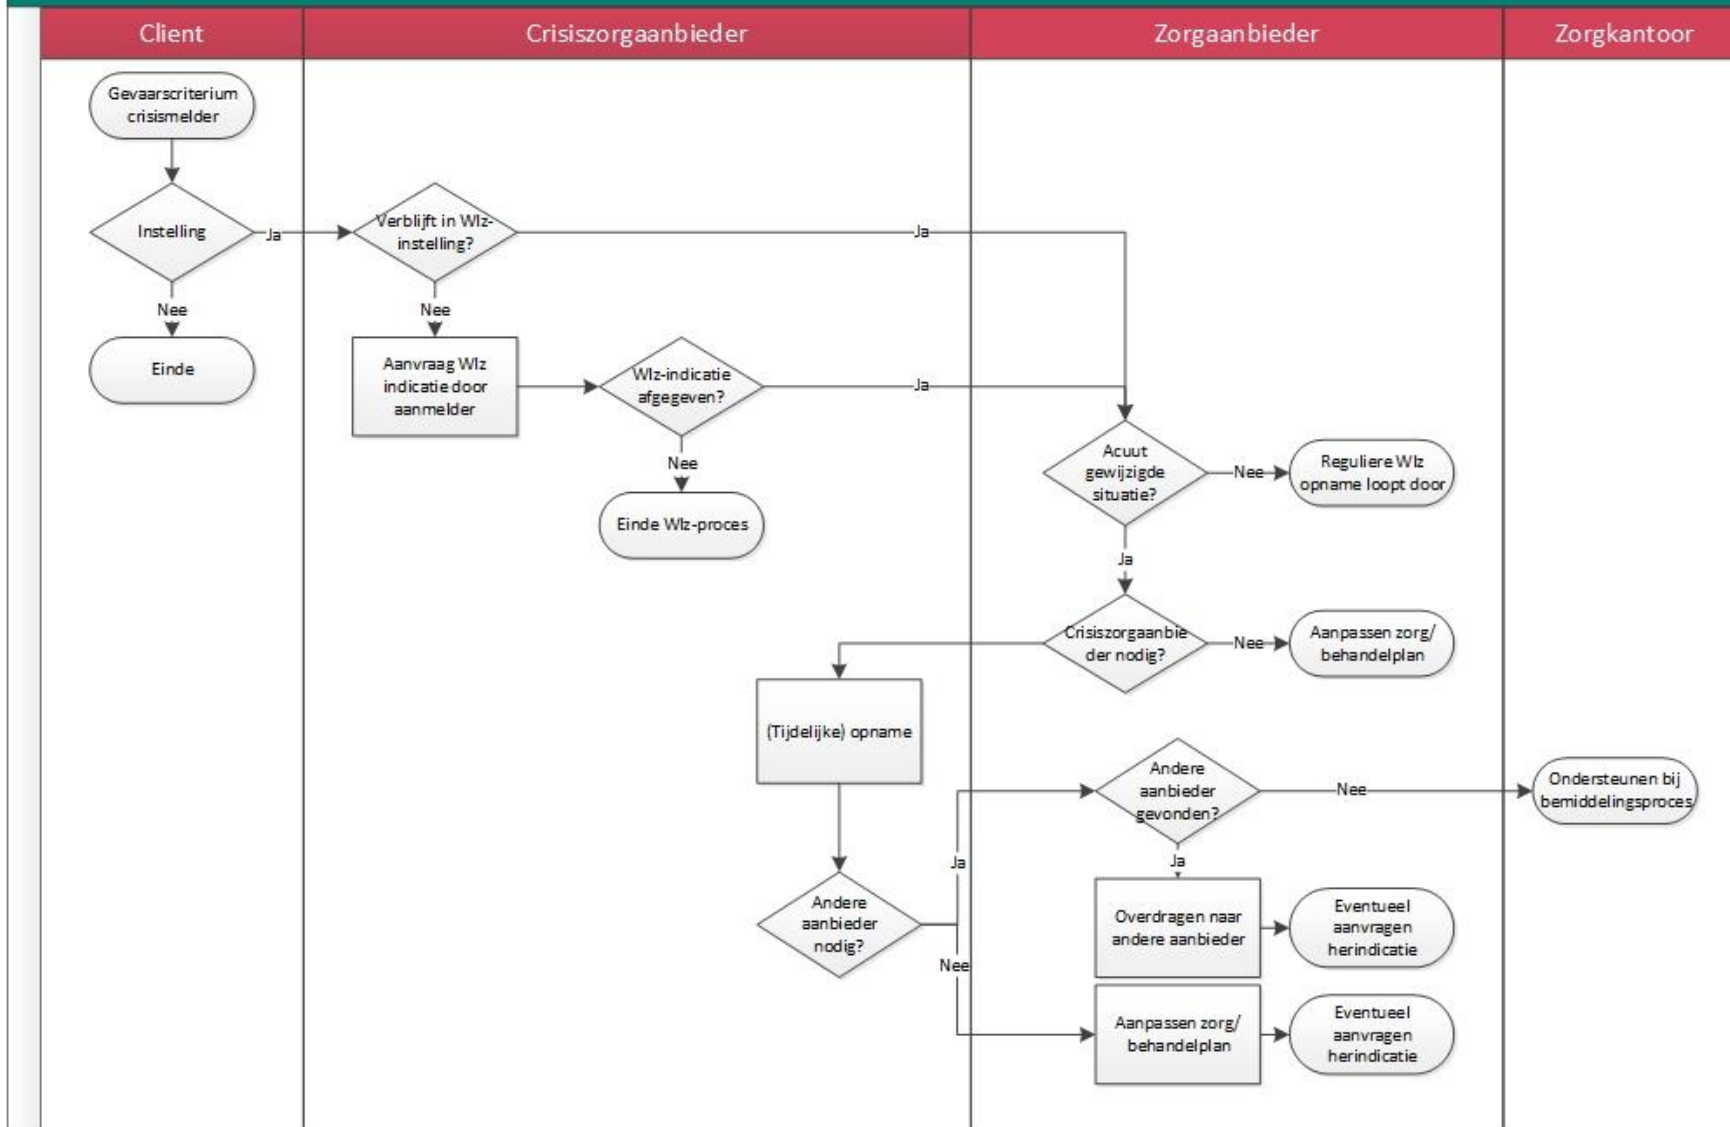 Client
Crisiszorgaanbieder
Zorgaanbieder
Zorgkantoor
Gevaarscriterium
crisismelder
Instelling
Ja
Verblijft in Wlz-
instelling?
Ja
Nee
Nee
Einde
Aanvraag Wlz
indicatie door
aanmelder
Wlz-indicatie
afgegeven?
Ja
Nee
Einde Wlz-proces
Acuut
gewijzigde
situatie?
Nee
Reguliere Wlz
opname loopt door
Ja
Crisiszorgaanbie
der nodig?
Nee
Aanpassen zorg/
behandelplan
(Tijdelijke) opname
Andere
aanbieder
gevonden?
Nee
Ondersteunen bij
bemiddelingsproces
Ja
Ja
Andere
aanbieder
nodig?
Nee
Overdragen naar
andere aanbieder
Eventueel
aanvragen
herindicatie
Aanpassen zorg/
behandelplan
Eventueel
aanvragen
herindicatie